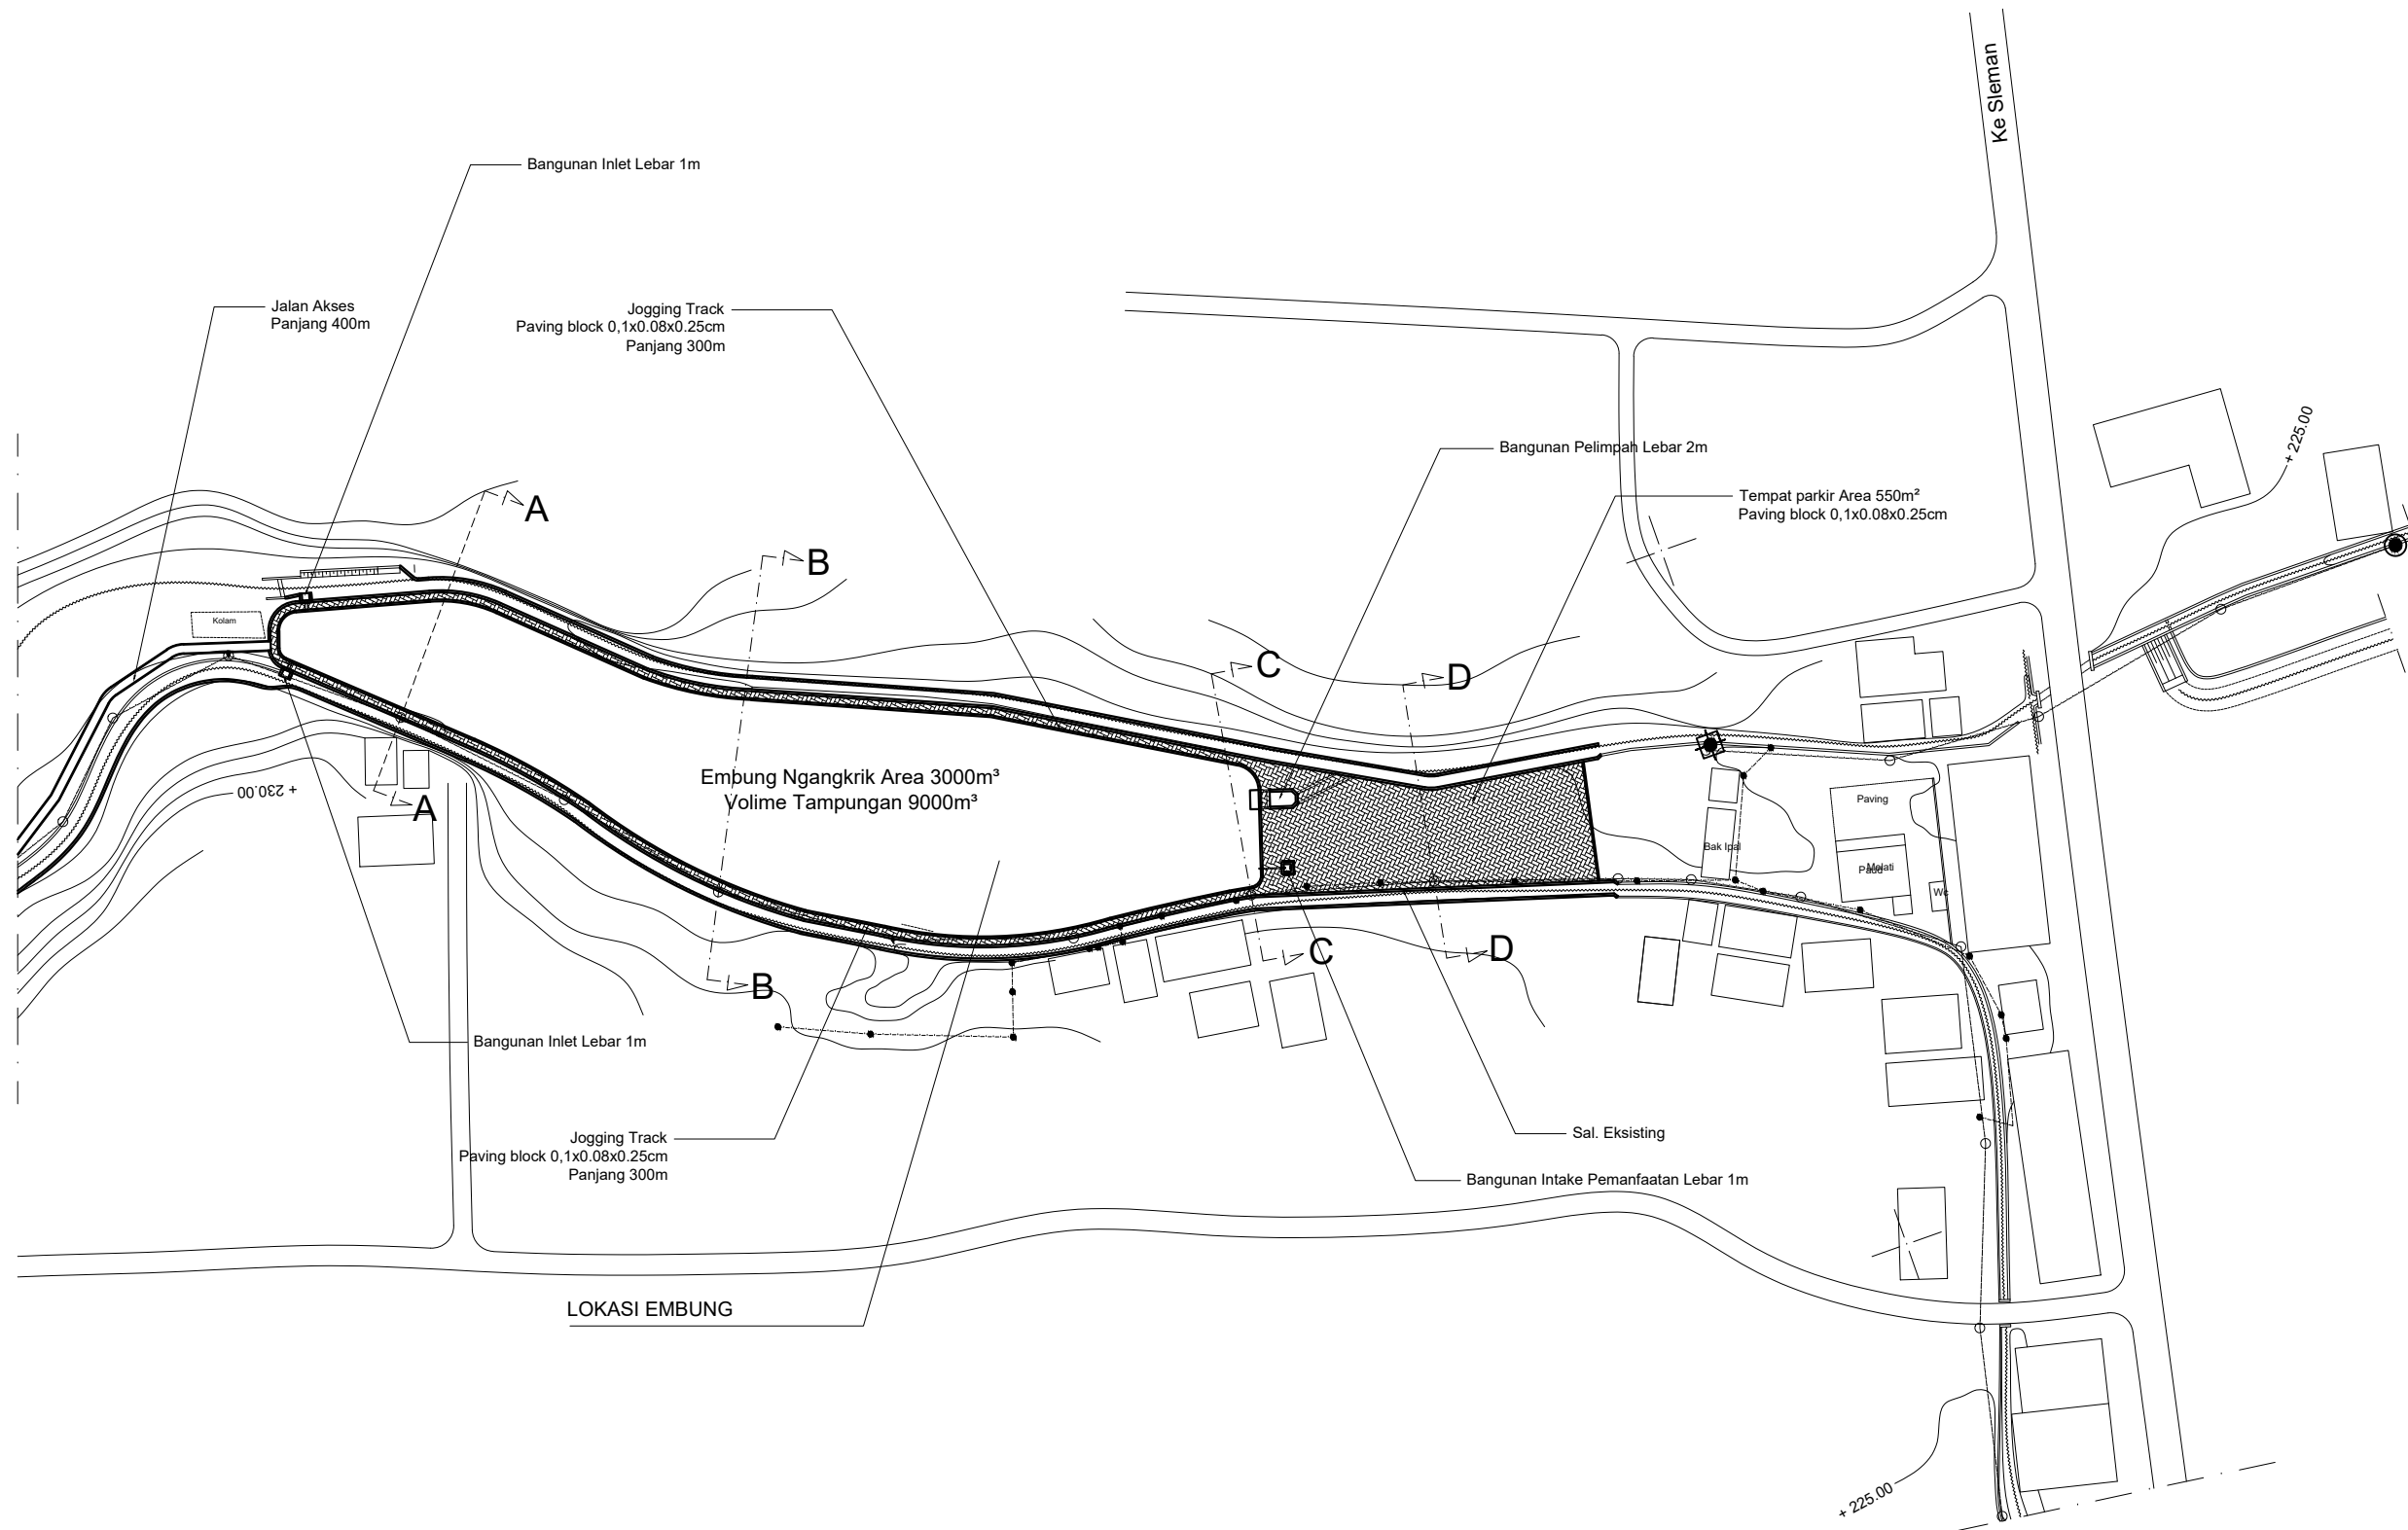 Ke Sleman
Bangunan Inlet Lebar 1m
Jalan Akses
Panjang 400m
Jogging Track
Paving block 0,1x0.08x0.25cm
Panjang 300m
+ 225.00
Bangunan Pelimpah Lebar 2m
Tempat parkir Area 550m²
Paving block 0,1x0.08x0.25cm
A
B
C
D
Kolam
Embung Ngangkrik Area 3000m³
Volime Tampungan 9000m³
+ 230.00
A
Paving
Bak Ipal
Melati
Paud
Wc
C
D
B
Bangunan Inlet Lebar 1m
Jogging Track
Paving block 0,1x0.08x0.25cm
Panjang 300m
Sal. Eksisting
Bangunan Intake Pemanfaatan Lebar 1m
LOKASI EMBUNG
+ 225.00